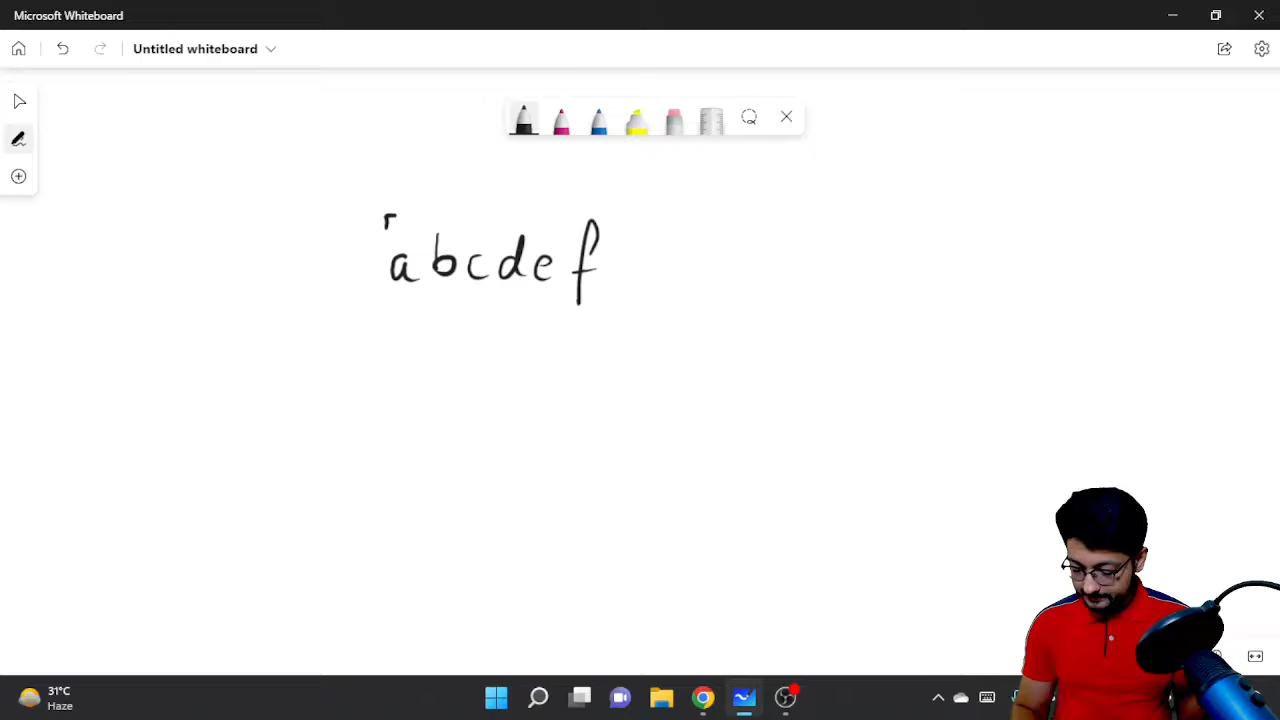 Microsoft Whiteboard
Untitled whiteboard
a b c d e f
31°C
Haze